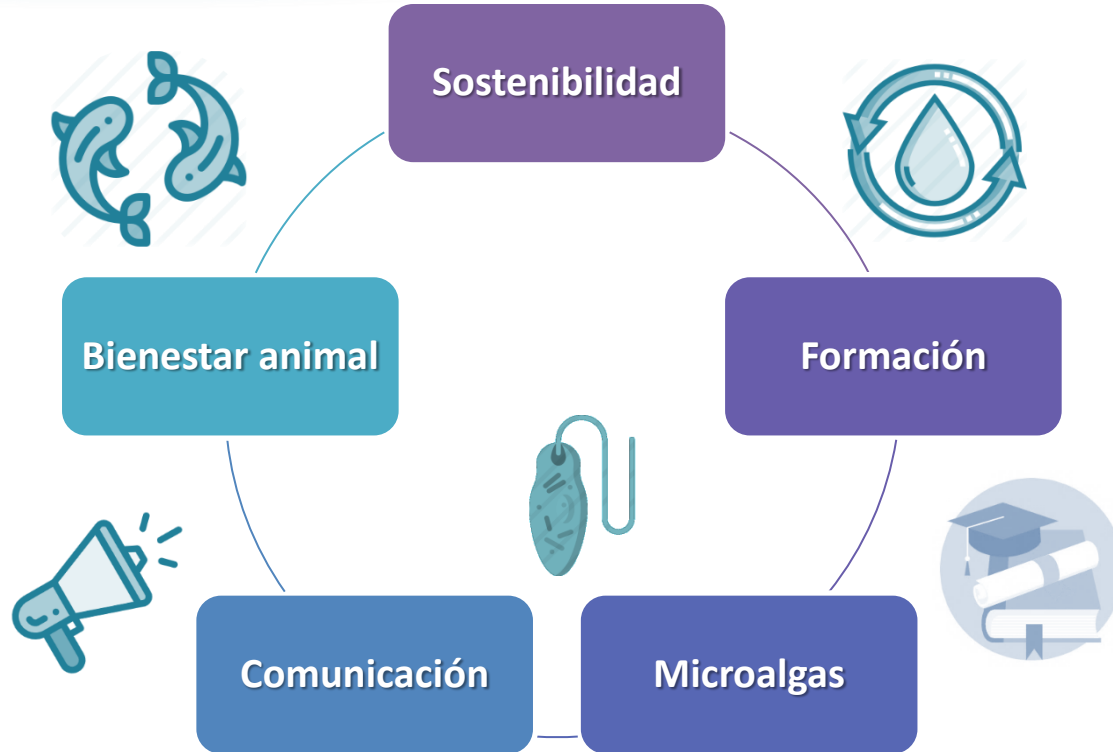 Sostenibilidad
Bienestar animal
Formación
Comunicación
Microalgas